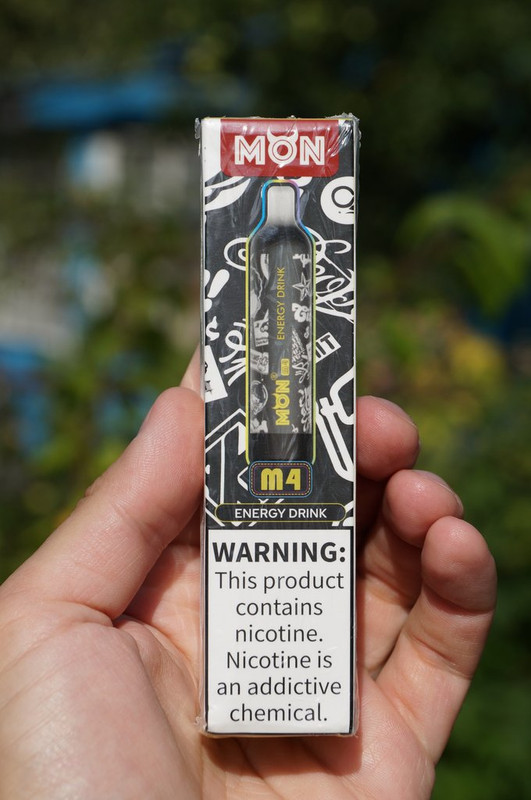 MON
ENERGY DRINK
MON
M4
ENERGY DRINK
WARNING:
This product
contains
nicotine.
Nicotine is
an addictive
chemical.